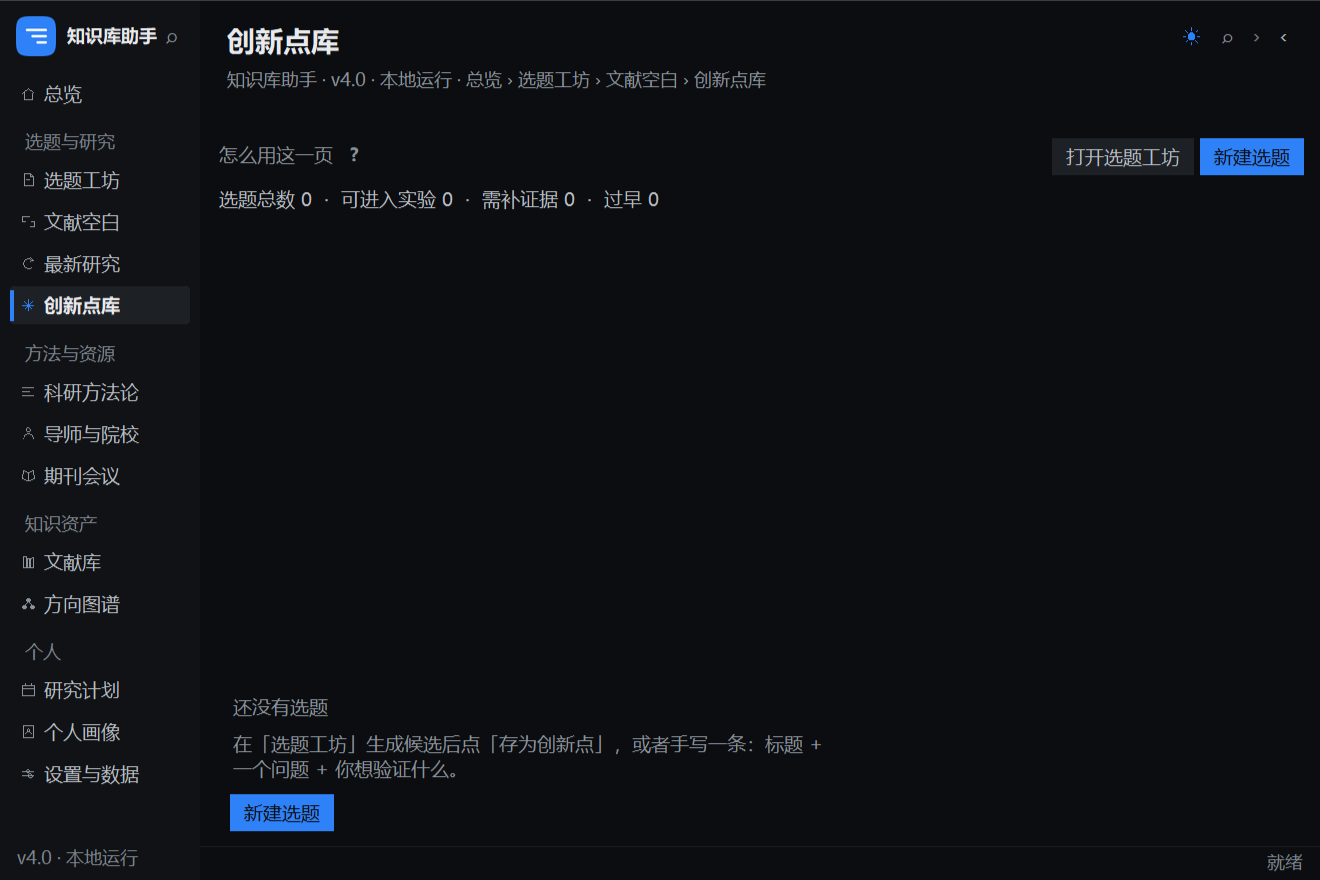 知识库助手
总览
选题与研究
选题工坊
文献空白
最新研究
创新点库
方法与资源
科研方法论
导师与院校
期刊会议
知识资产
文献库
方向图谱
个人
研究计划
个人画像
设置与数据
v4.0 · 本地运行
创新点库
知识库助手 · v4.0 · 本地运行 · 总览 › 选题工坊 › 文献空白 › 创新点库
怎么用这一页 ?
打开选题工坊 新建选题
选题总数 0 · 可进入实验 0 · 需补证据 0 · 过早 0
还没有选题
在「选题工坊」生成候选后点「存为创新点」，或者手写一条：标题 +
一个问题 + 你想验证什么。
新建选题
就绪